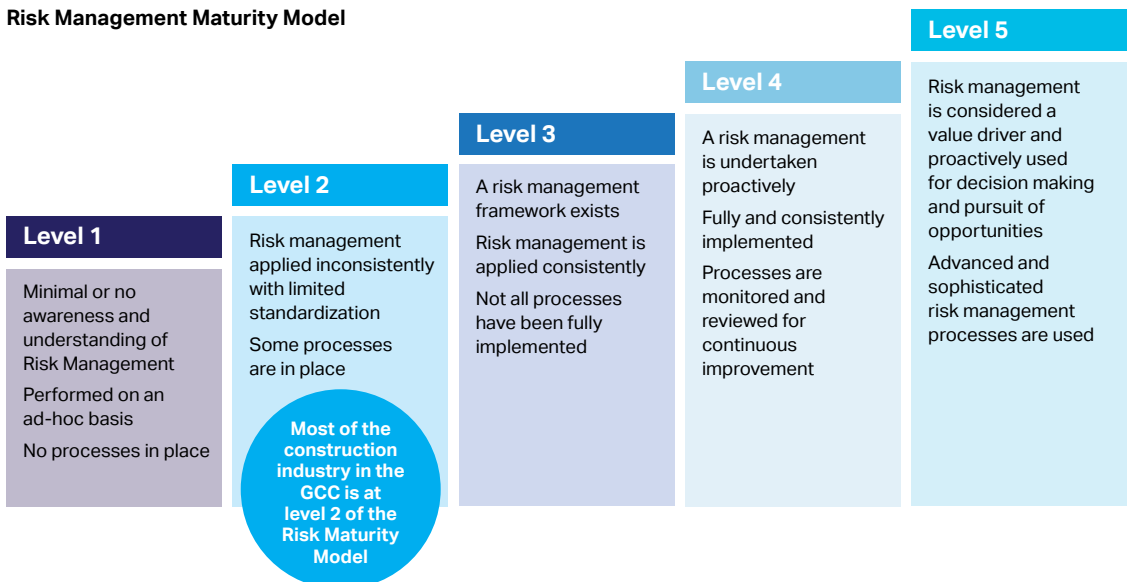 Risk Management Maturity Model
Level 1
Minimal or no
awareness and
understanding of
Risk Management
Performed on an
ad-hoc basis
No processes in place
Level 2
Risk management
applied inconsistently
with limited
standardization
Some processes
are in place
Most of the
construction
industry in the
GCC is at
level 2 of the
Risk Maturity
Model
Level 3
A risk management
framework exists
Risk management is
applied consistently
Not all processes
have been fully
implemented
Level 4
A risk management
is undertaken
proactively
Fully and consistently
implemented
Processes are
monitored and
reviewed for
continuous
improvement
Level 5
Risk management
is considered a
value driver and
proactively used
for decision making
and pursuit of
opportunities
Advanced and
sophisticated
risk management
processes are used